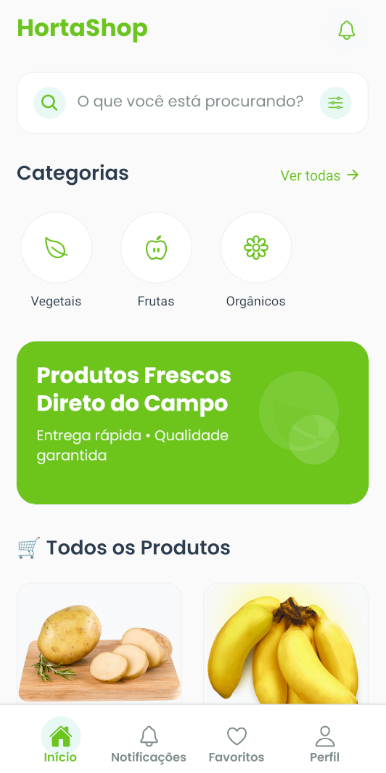 HortaShop
O que você está procurando?
Categorias
Ver todas →
Vegetais
Frutas
Orgânicos
Produtos Frescos
Direto do Campo
Entrega rápida • Qualidade
garantida
🛒 Todos os Produtos
Início
Notificações
Favoritos
Perfil